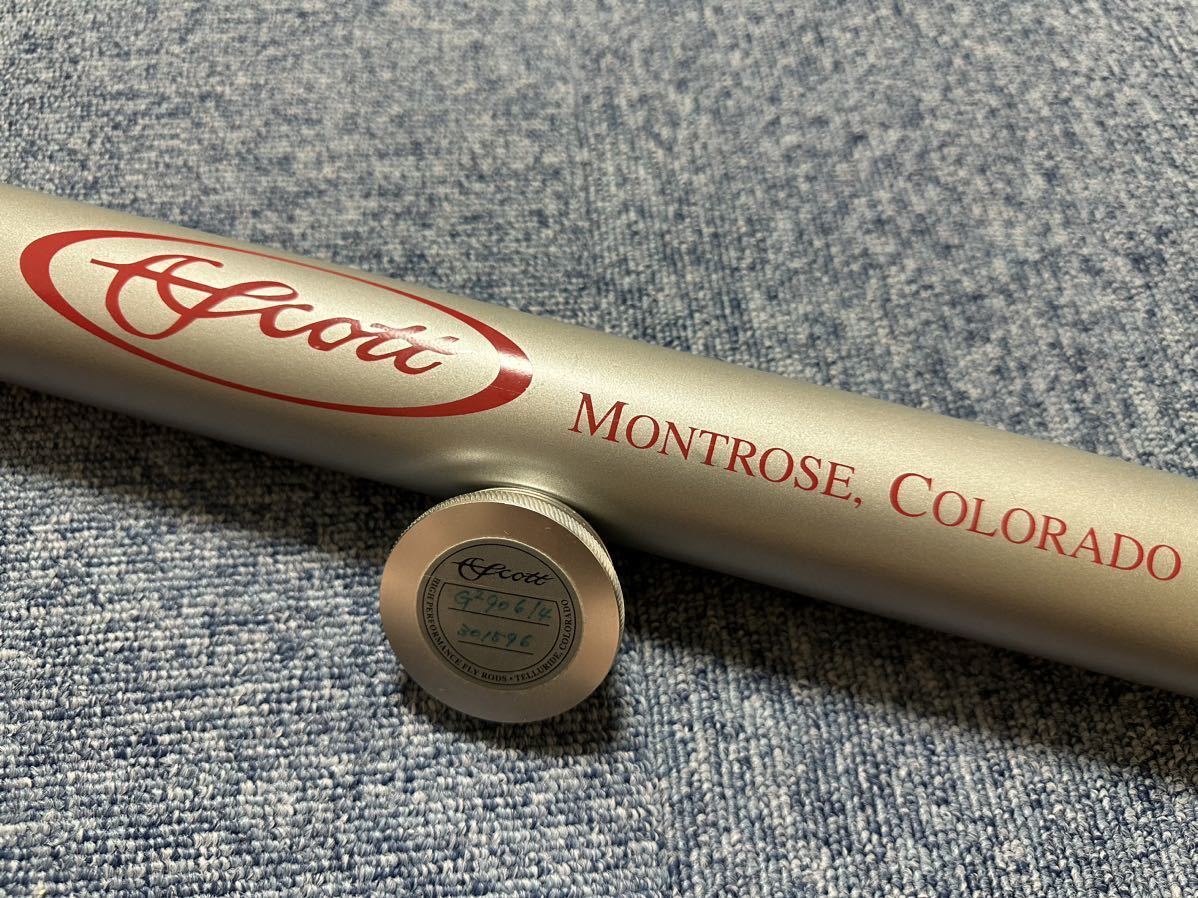 Scott
MONTROSE, COLORADO
Scott
G² 906/4
301596
HIGH PERFORMANCE FLY RODS • TELLURIDE, COLORADO